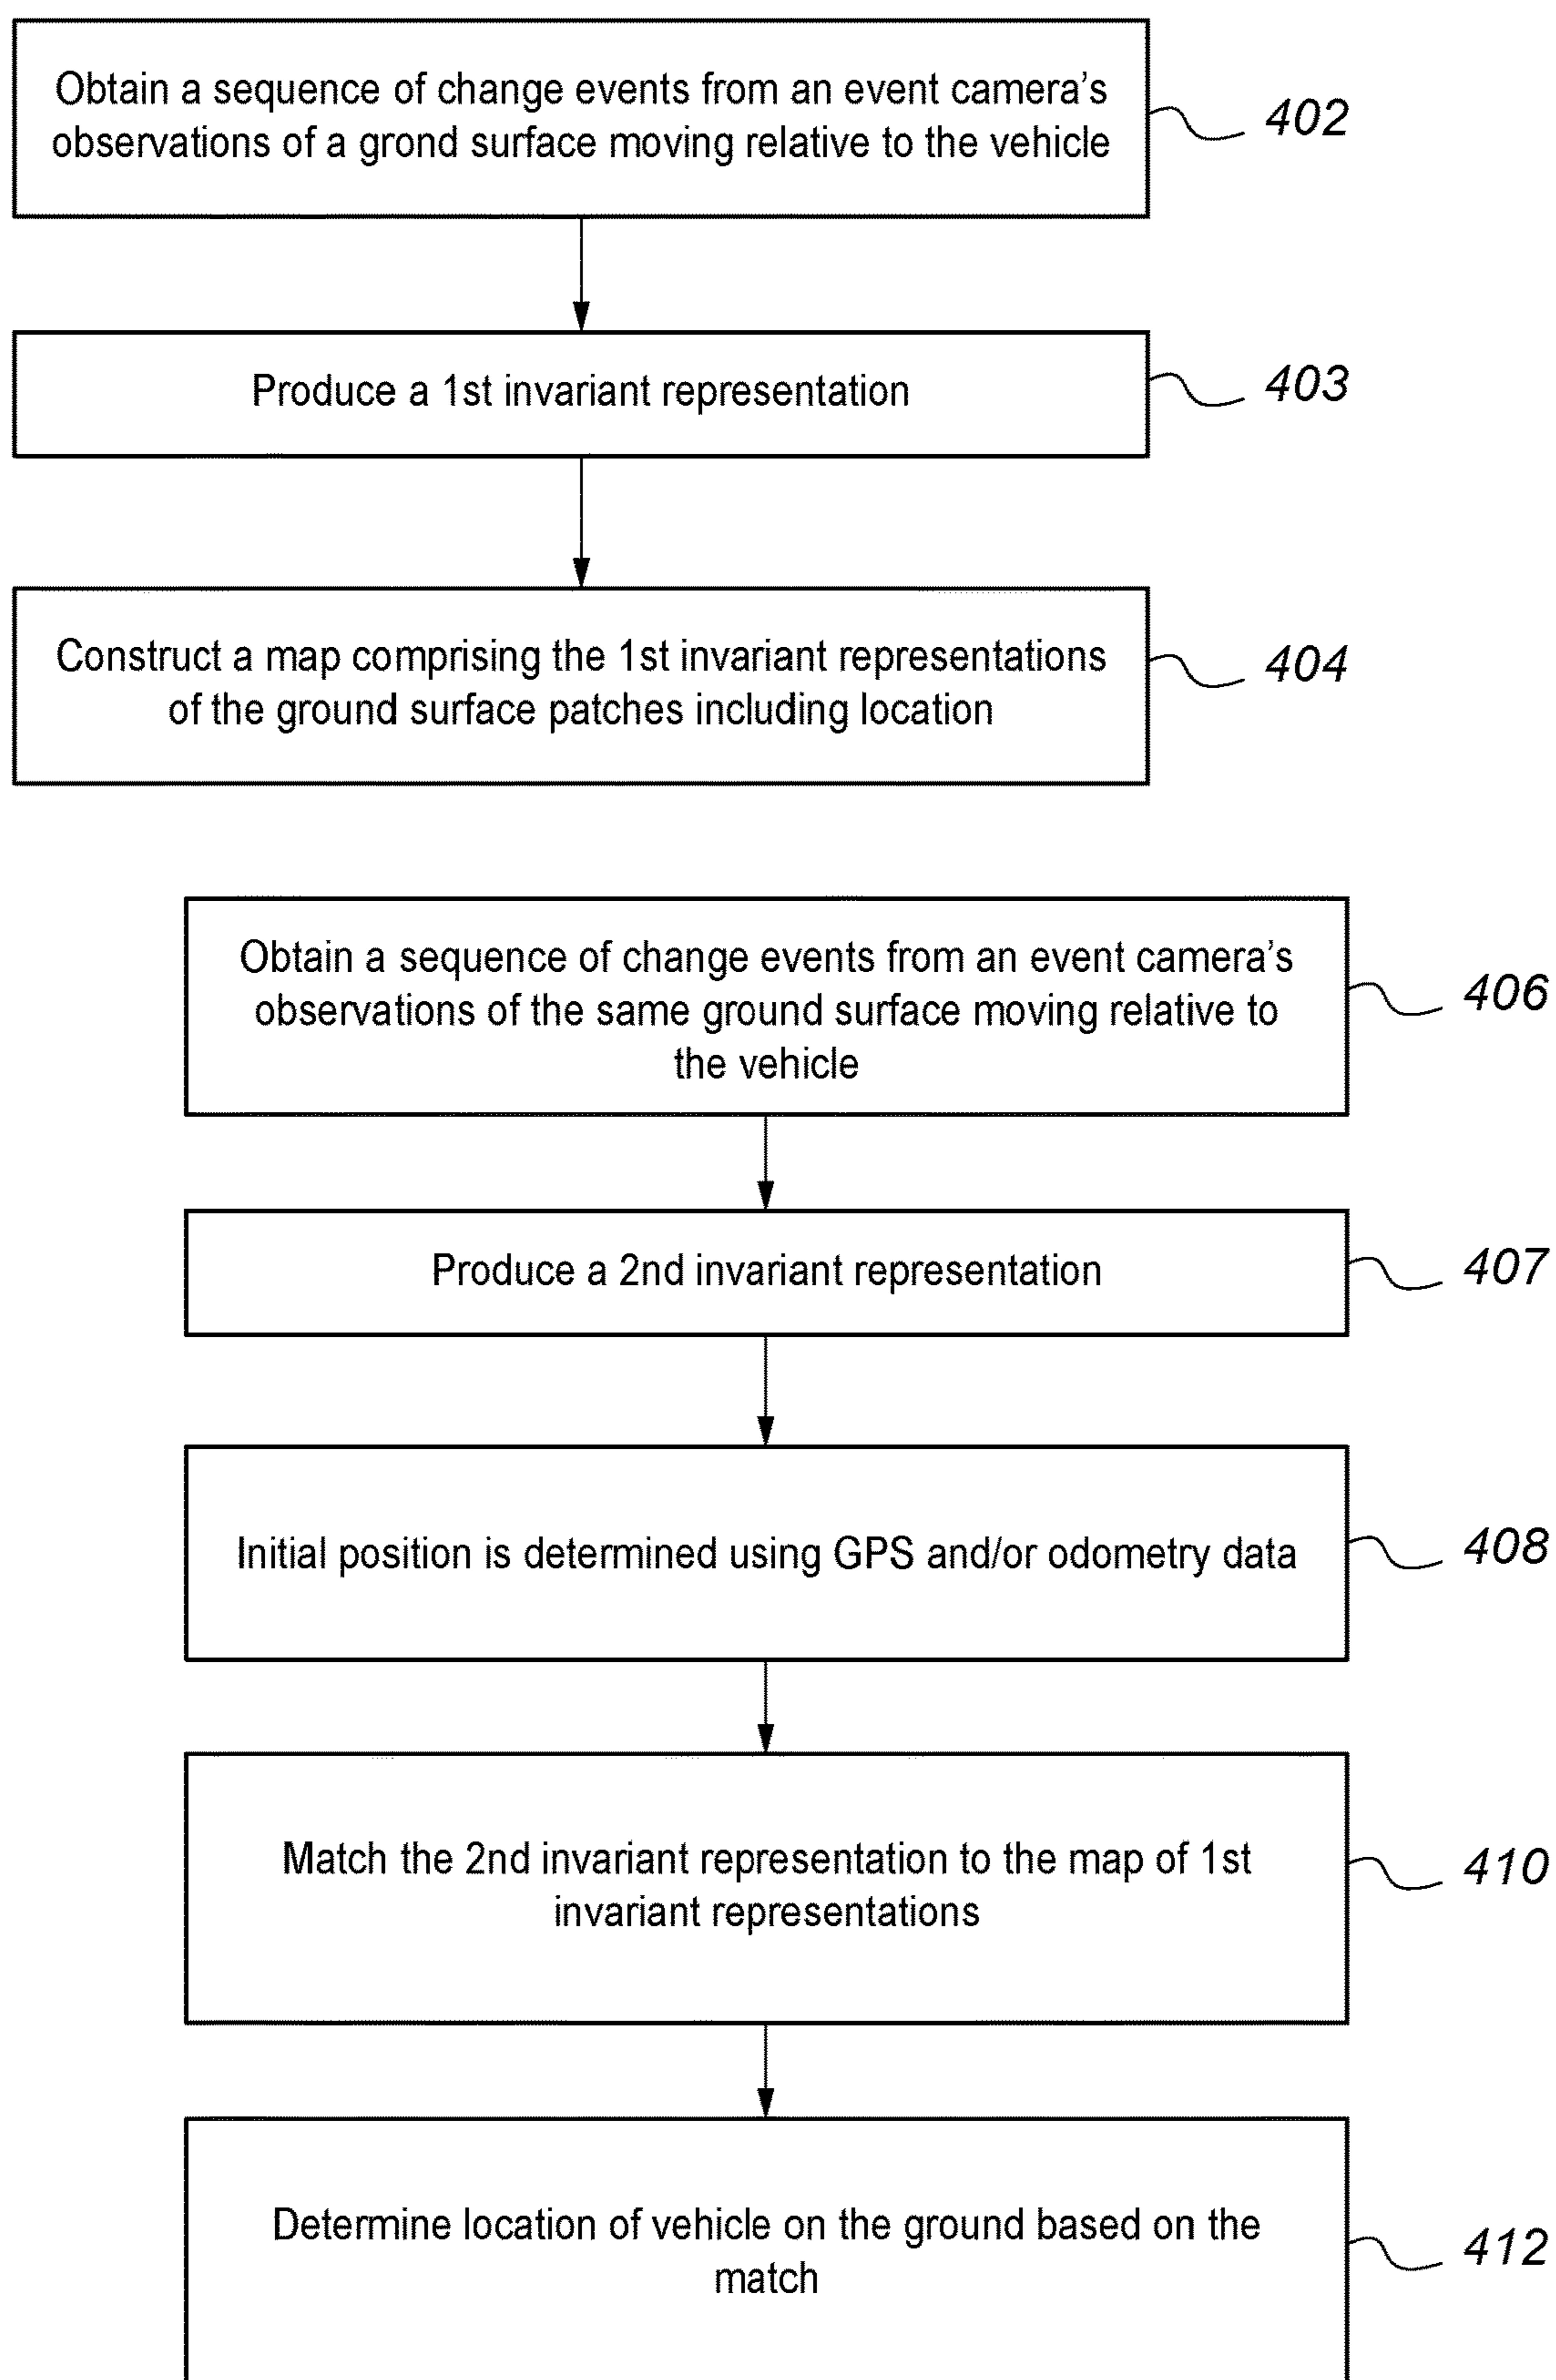 Obtain a sequence of change events from an event camera's
observations of a grond surface moving relative to the vehicle
402
Produce a 1st invariant representation
403
Construct a map comprising the 1st invariant representations
of the ground surface patches including location
404
Obtain a sequence of change events from an event camera's
observations of the same ground surface moving relative to
the vehicle
406
Produce a 2nd invariant representation
407
Initial position is determined using GPS and/or odometry data
408
Match the 2nd invariant representation to the map of 1st
invariant representations
410
Determine location of vehicle on the ground based on the
match
412